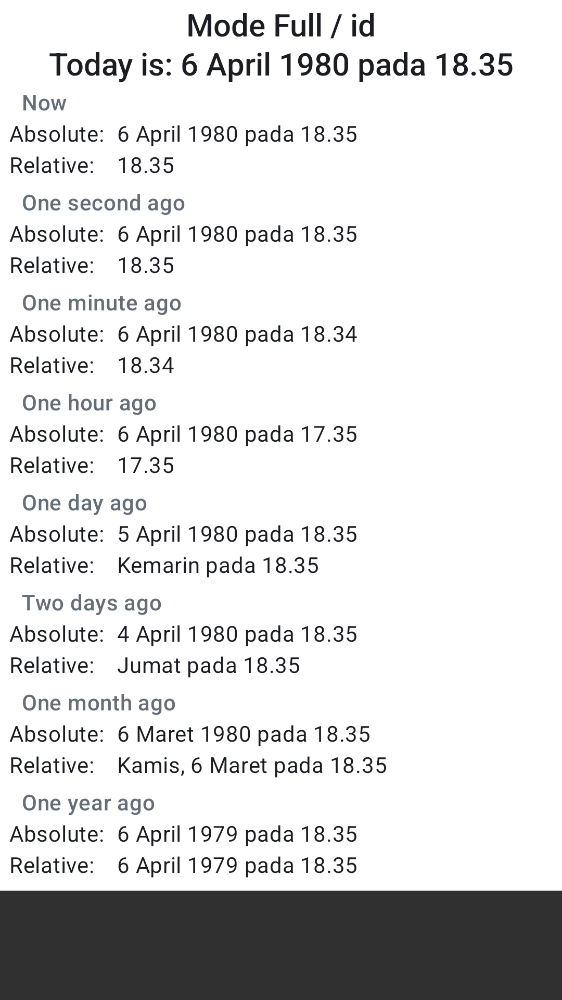 Mode Full / id
Today is: 6 April 1980 pada 18.35
Now
Absolute: 6 April 1980 pada 18.35
Relative: 18.35
One second ago
Absolute: 6 April 1980 pada 18.35
Relative: 18.35
One minute ago
Absolute: 6 April 1980 pada 18.34
Relative: 18.34
One hour ago
Absolute: 6 April 1980 pada 17.35
Relative: 17.35
One day ago
Absolute: 5 April 1980 pada 18.35
Relative: Kemarin pada 18.35
Two days ago
Absolute: 4 April 1980 pada 18.35
Relative: Jumat pada 18.35
One month ago
Absolute: 6 Maret 1980 pada 18.35
Relative: Kamis, 6 Maret pada 18.35
One year ago
Absolute: 6 April 1979 pada 18.35
Relative: 6 April 1979 pada 18.35